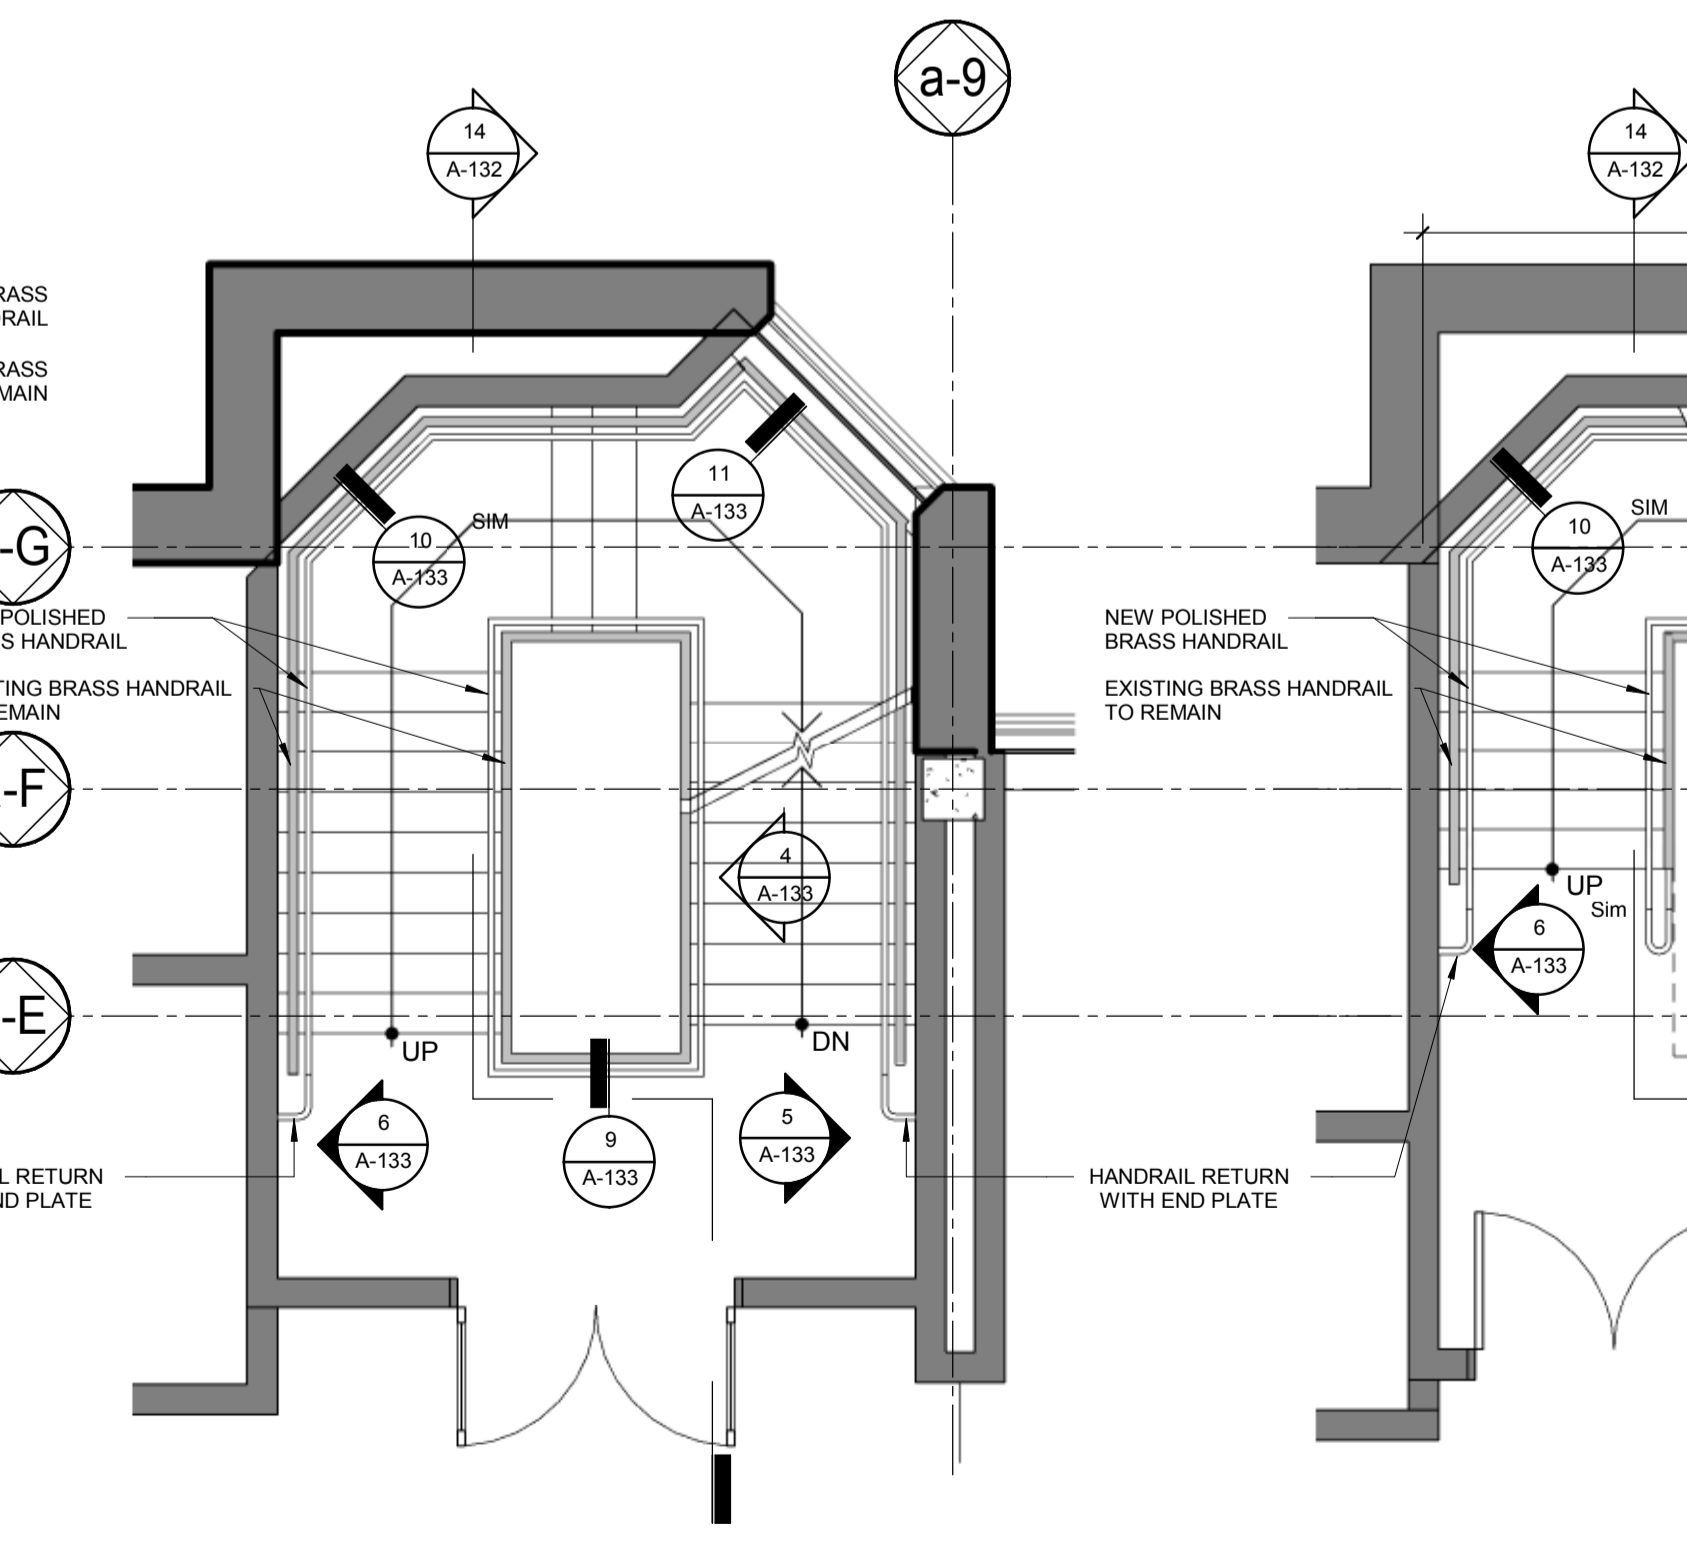 a-9
14
A-132
14
A-132
RASS
DRAIL
RASS
MAIN
11
A-133
SIM
10
A-133
SIM
10
A-133
-G
POLISHED
S HANDRAIL
NEW POLISHED
BRASS HANDRAIL
TING BRASS HANDRAIL
EMAIN
EXISTING BRASS HANDRAIL
TO REMAIN
-F
4
A-133
UP
Sim
6
A-133
-E
UP
DN
6
A-133
9
A-133
5
A-133
L RETURN
ND PLATE
HANDRAIL RETURN
WITH END PLATE